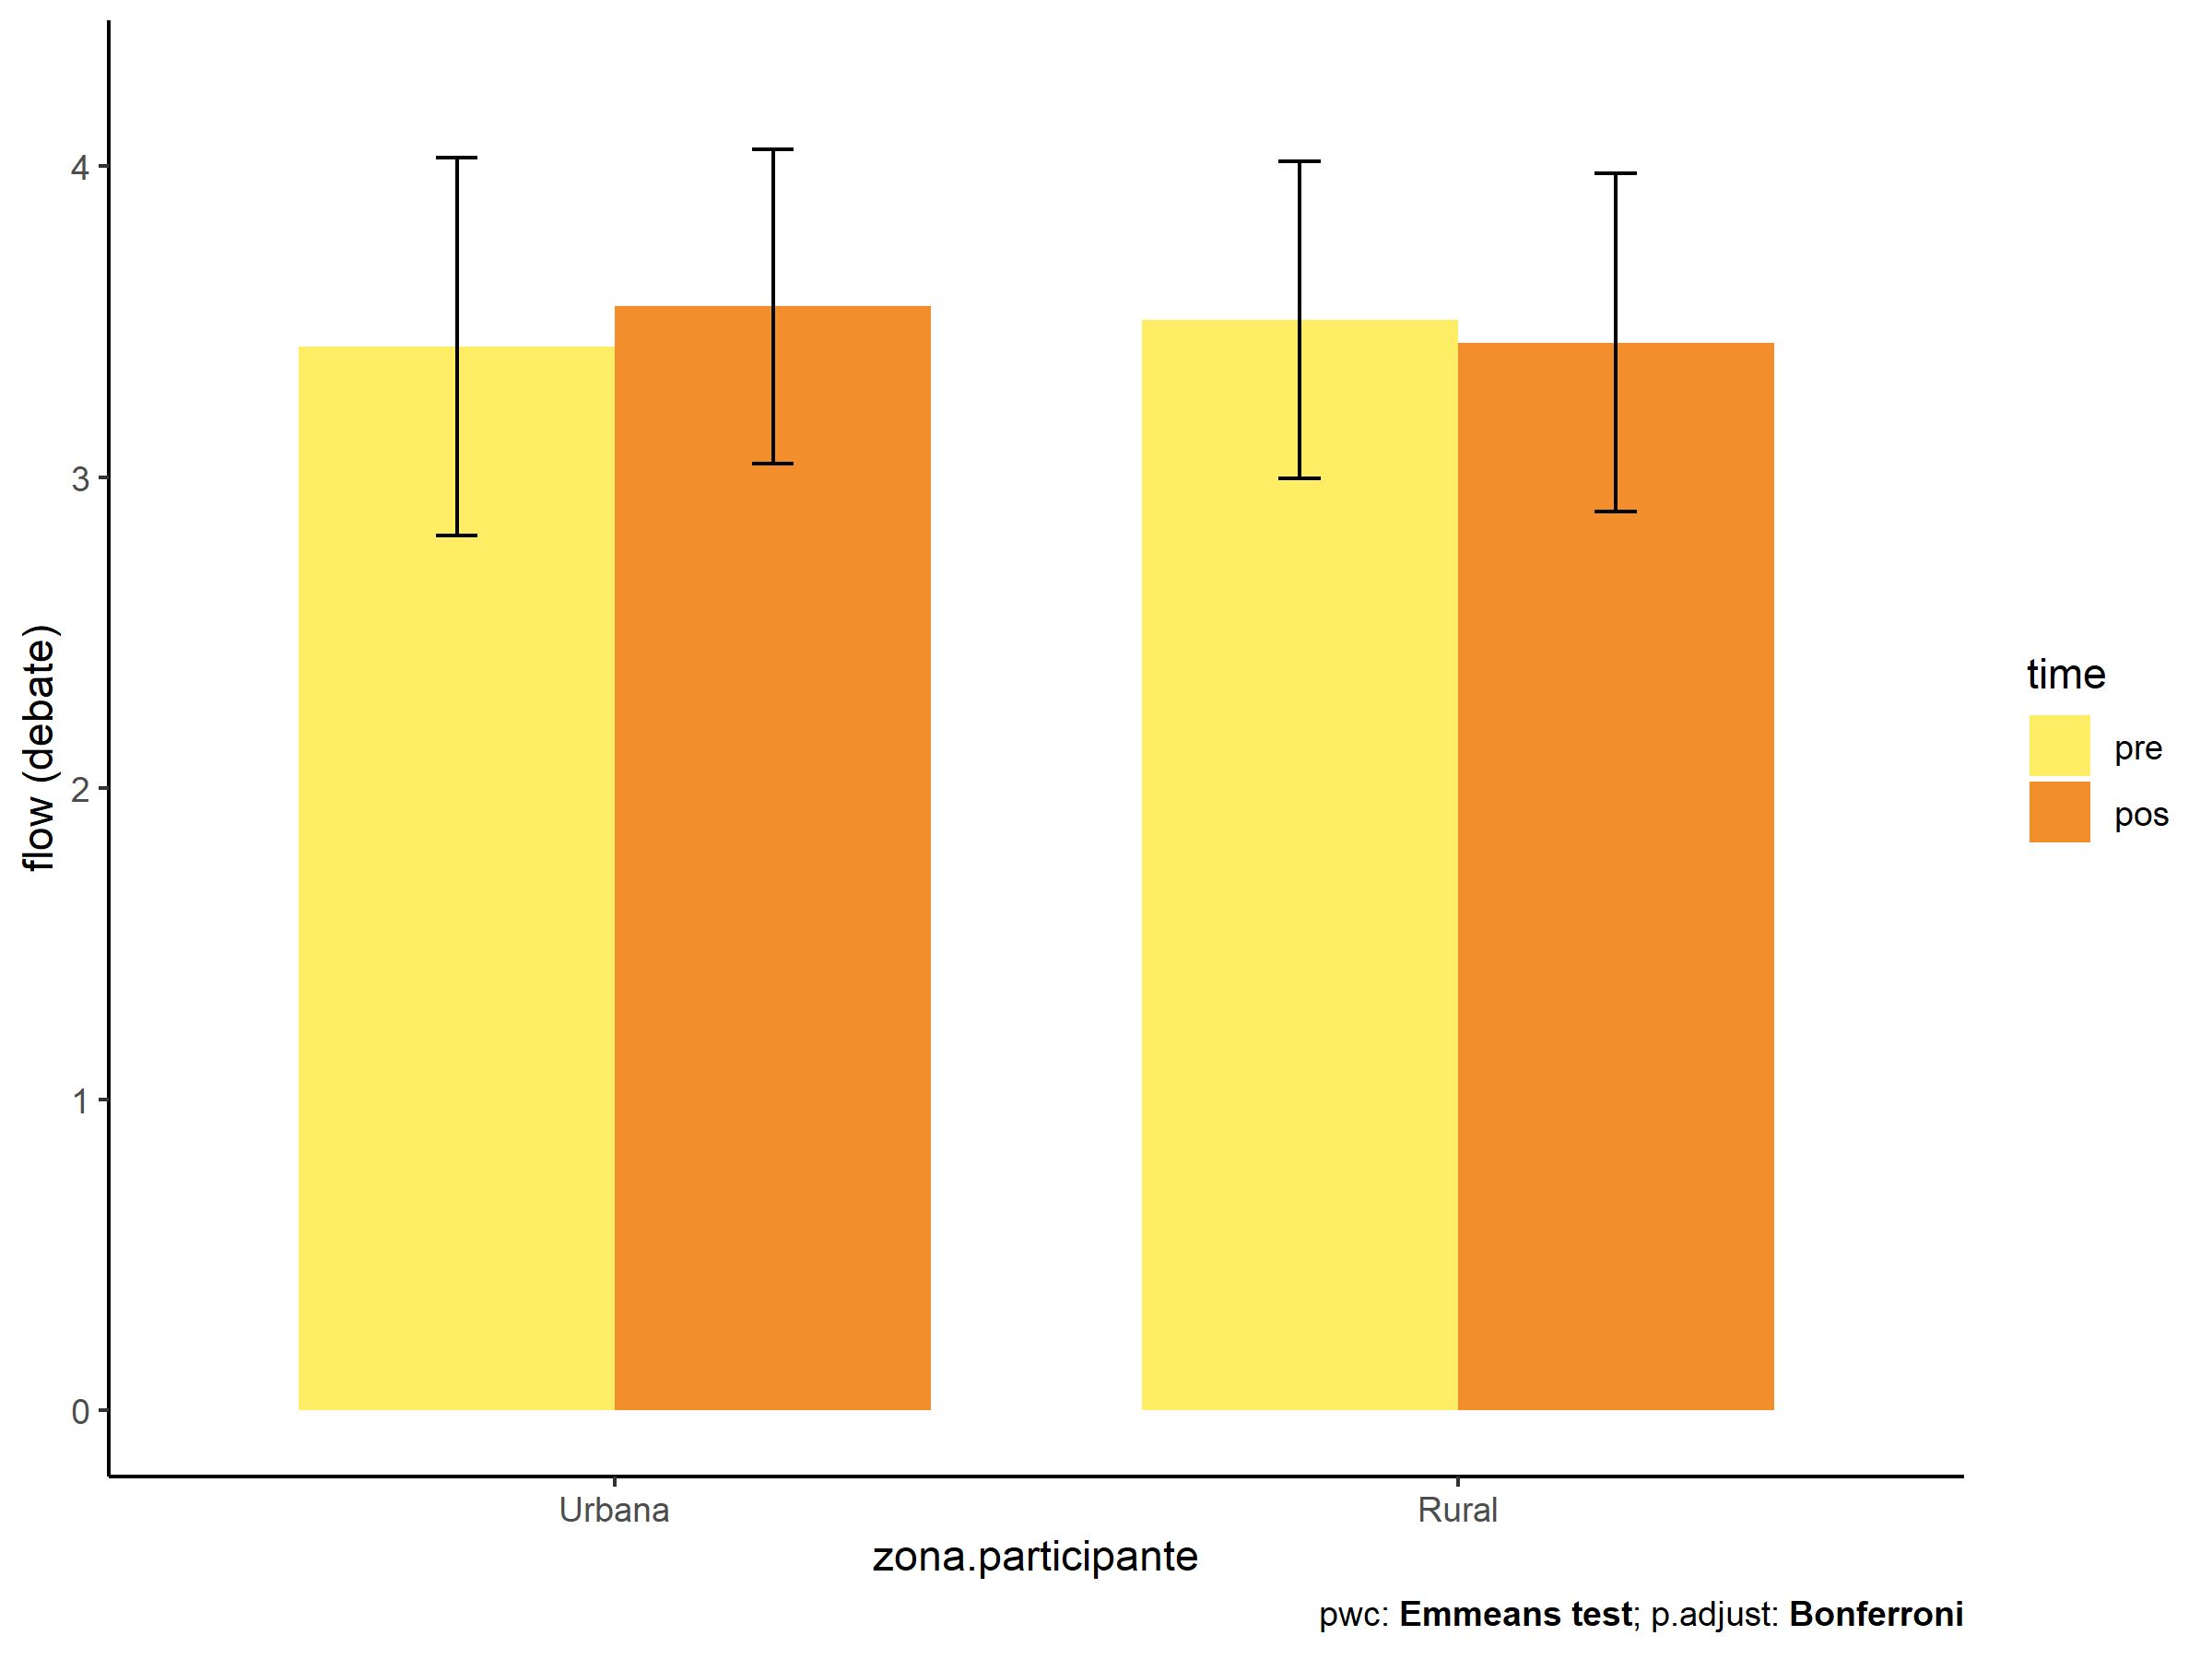 flow (debate)
4
3
2
1
0
Urbana
Rural
zona.participante
time
pre
pos
pwc: Emmeans test; p.adjust: Bonferroni